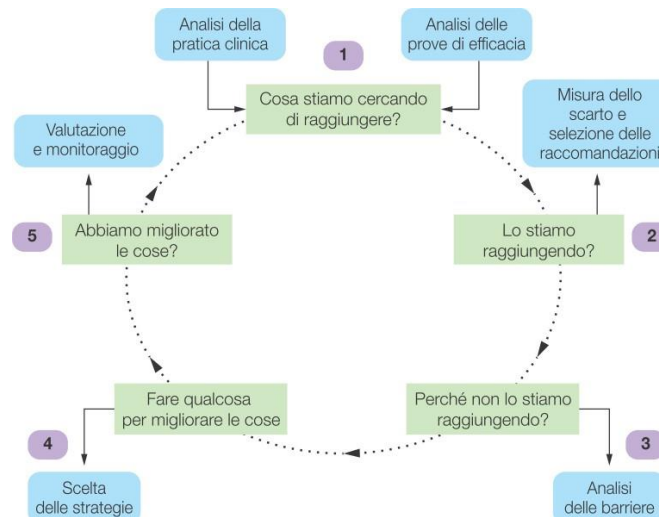 Analisi della
pratica clinica
1
Analisi delle
prove di efficacia
Cosa stiamo cercando
di raggiungere?
Misura dello
scarto e
selezione delle
raccomandazioni
Valutazione
e monitoraggio
5
Abbiamo migliorato
le cose?
Lo stiamo
raggiungendo?
2
Fare qualcosa
per migliorare le cose
Perché non lo stiamo
raggiungendo?
4
3
Scelta
delle strategie
Analisi
delle barriere